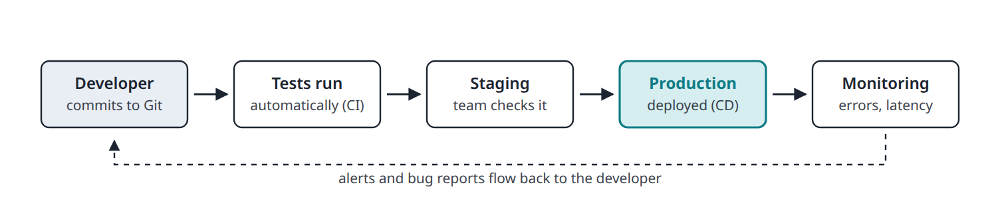 Developer
commits to Git
Tests run
automatically (CI)
Staging
team checks it
Production
deployed (CD)
Monitoring
errors, latency
alerts and bug reports flow back to the developer